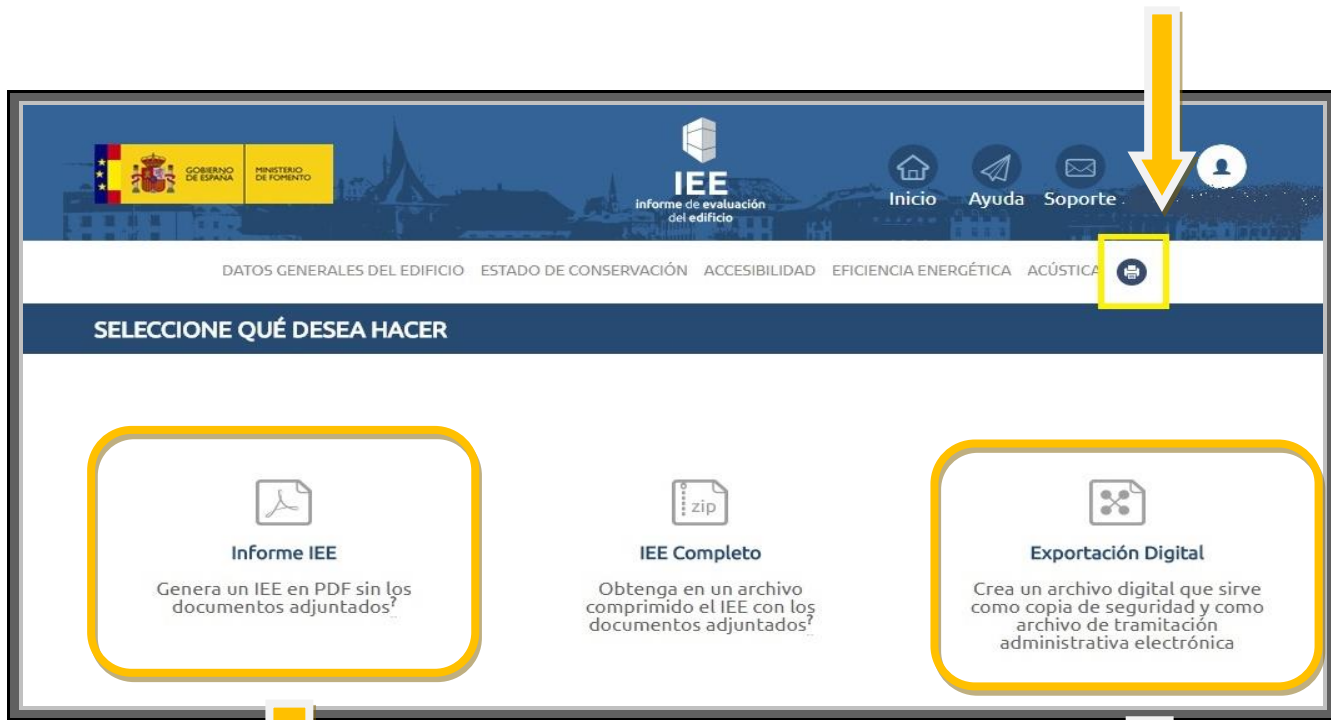 GOBIERNO
DE ESPAÑA
MINISTERIO
DE FOMENTO
IEE
informe de evaluación
del edificio
Inicio
Ayuda
Soporte
DATOS GENERALES DEL EDIFICIO ESTADO DE CONSERVACIÓN ACCESIBILIDAD EFICIENCIA ENERGÉTICA ACÚSTICA
SELECCIONE QUÉ DESEA HACER
Informe IEE
Genera un IEE en PDF sin los
documentos adjuntados?
zip
IEE Completo
Obtenga en un archivo
comprimido el IEE con los
documentos adjuntados?
Exportación Digital
Crea un archivo digital que sirve
como copia de seguridad y como
archivo de tramitación
administrativa electrónica